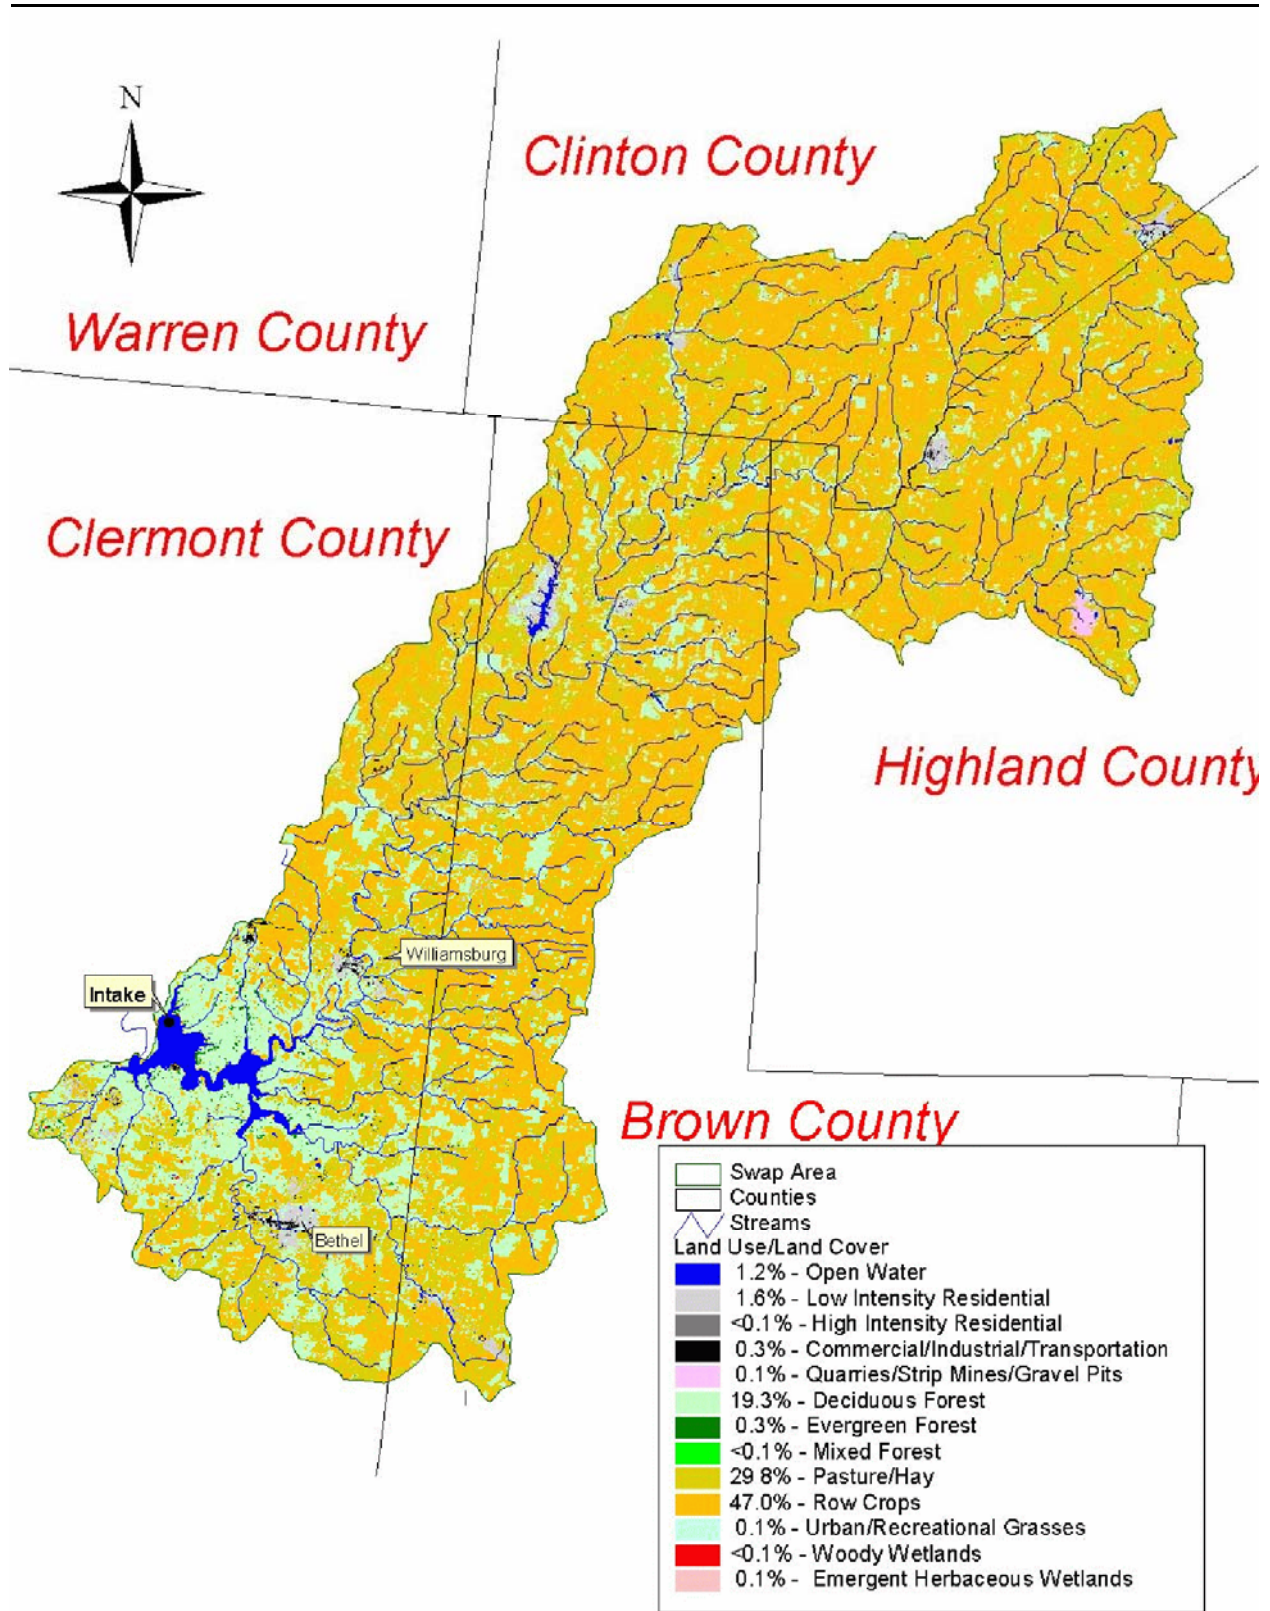 N
Clinton County
Warren County
Clermont County
Highland County
Williamsburg
Intake
Brown County
Bethel
Swap Area
Counties
Streams
Land Use/Land Cover
1.2% - Open Water
1.6% - Low Intensity Residential
<0.1% - High Intensity Residential
0.3% - Commercial/Industrial/Transportation
0.1% - Quarries/Strip Mines/Gravel Pits
19.3% - Deciduous Forest
0.3% - Evergreen Forest
<0.1% - Mixed Forest
29.8% - Pasture/Hay
47.0% - Row Crops
0.1% - Urban/Recreational Grasses
<0.1% - Woody Wetlands
0.1% - Emergent Herbaceous Wetlands